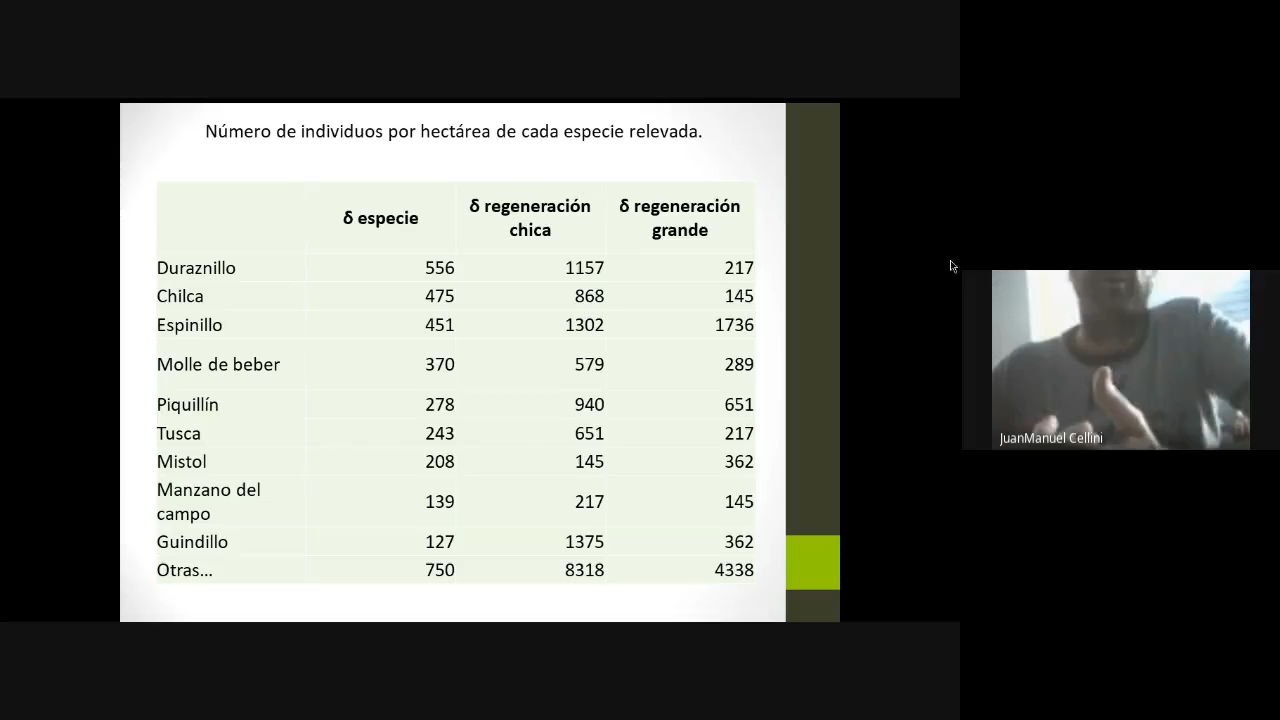 Número de individuos por hectárea de cada especie relevada.
δ especie
δ regeneración
chica
δ regeneración
grande
Duraznillo 556 1157 217
Chilca 475 868 145
Espinillo 451 1302 1736
Molle de beber 370 579 289
Piquillín 278 940 651
Tusca 243 651 217
Mistol 208 145 362
Manzano del
campo 139 217 145
Guindillo 127 1375 362
Otras... 750 8318 4338
JuanManuel Cellini